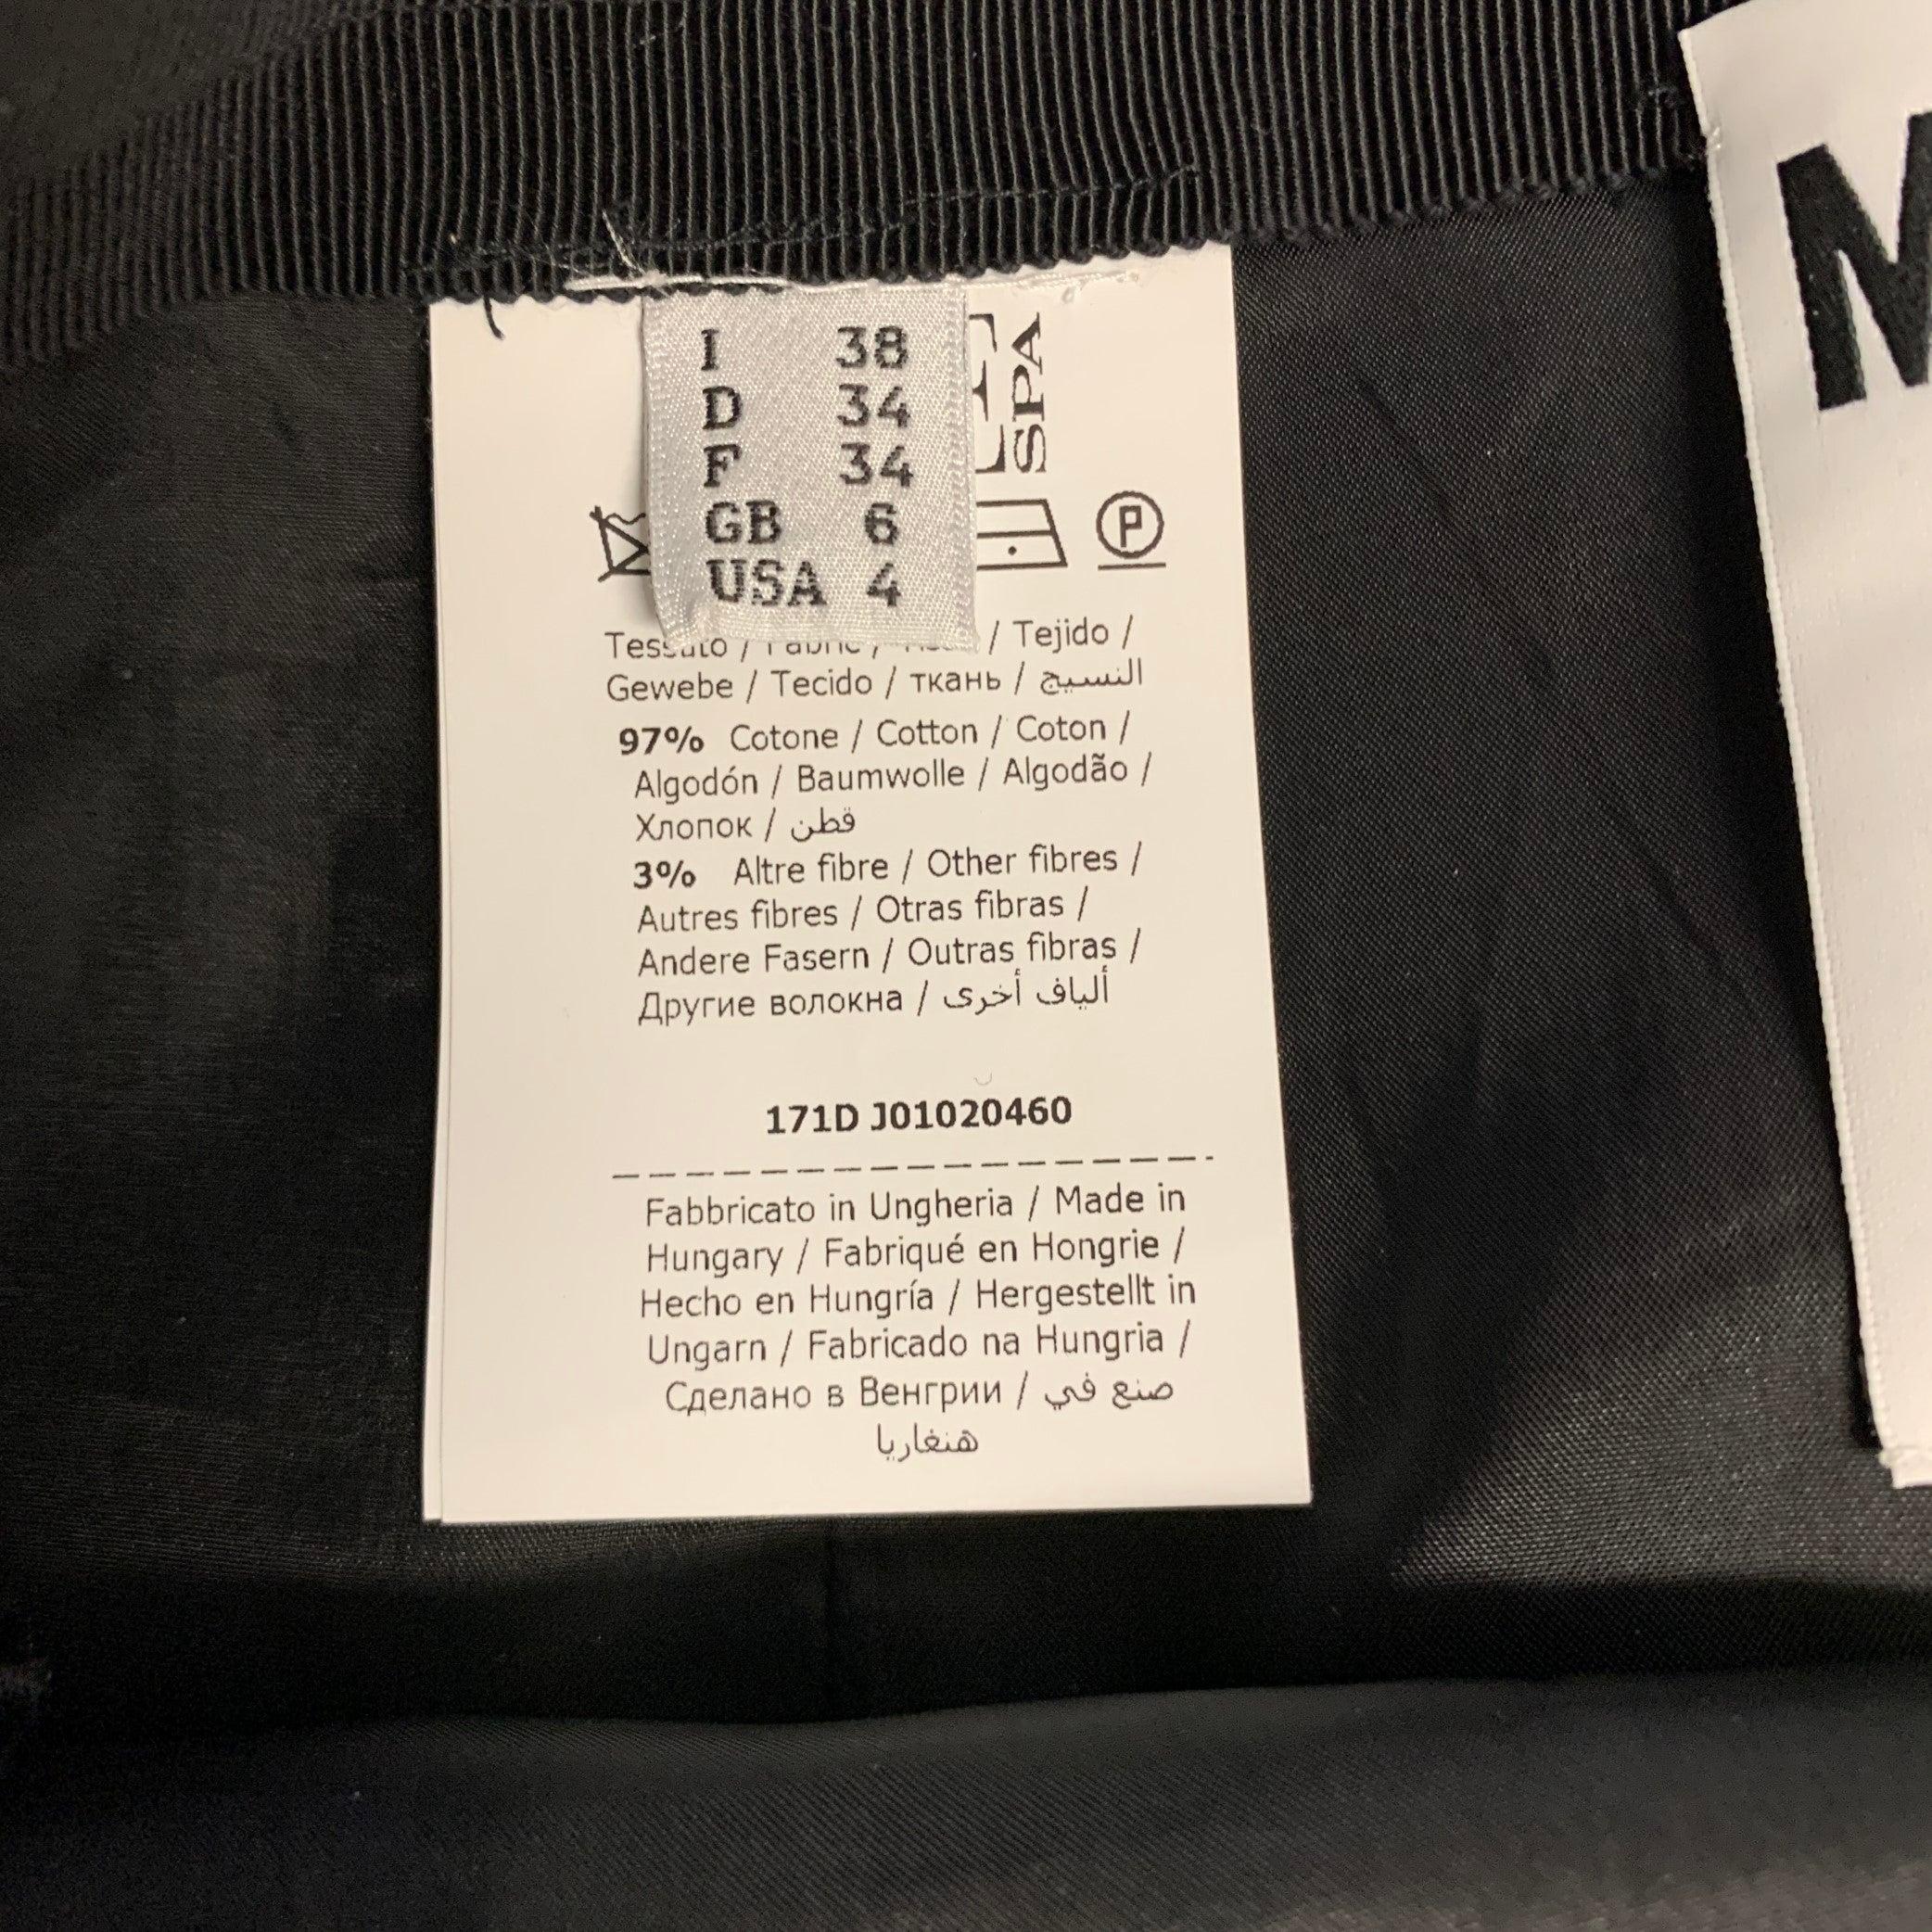 I 38
D 34
F 34
GB 6
USA 4
SPA
P
M
Tessuto / Fabric / / Tejido /
Gewebe / Tecido / ткань / النسيج
97% Cotone / Cotton / Coton /
Algodón / Baumwolle / Algodão /
Хлопок / قطن
3% Altre fibre / Other fibres /
Autres fibres / Otras fibras /
Andere Fasern / Outras fibras /
Другие волокна / ألياف أخرى
171D J01020460
Fabbricato in Ungheria / Made in
Hungary / Fabriqué en Hongrie /
Hecho en Hungría / Hergestellt in
Ungarn / Fabricado na Hungria /
Сделано в Венгрии / صنع في
هنغاريا